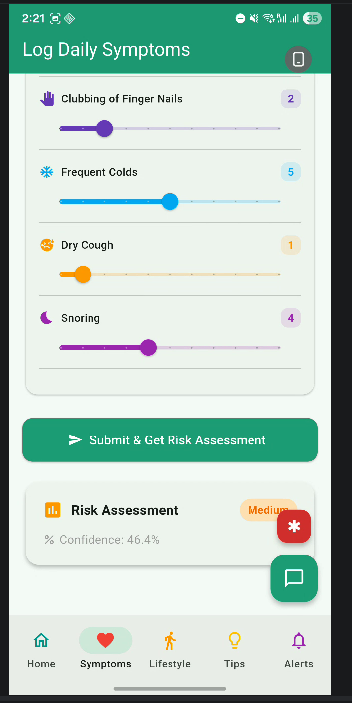 2:21
35
Log Daily Symptoms
Clubbing of Finger Nails
2
Frequent Colds
5
Dry Cough
1
Snoring
4
Submit & Get Risk Assessment
Risk Assessment
Medium
% Confidence: 46.4%
Home
Symptoms
Lifestyle
Tips
Alerts